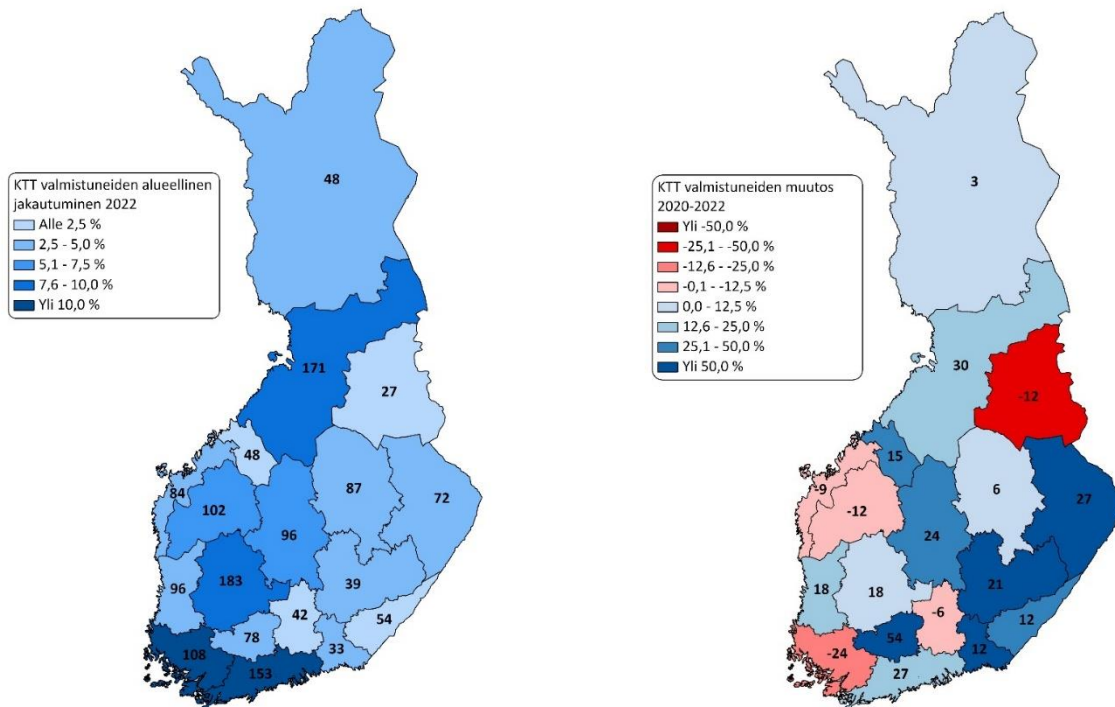 KTT valmistuneiden alueellinen
jakautuminen 2022
Alle 2,5 %
2,5 - 5,0 %
5,1 - 7,5 %
7,6 - 10,0 %
Yli 10,0 %
48
171
27
48
84
102
96
87
72
96
183
39
42
54
78
33
108
153
KTT valmistuneiden muutos
2020-2022
Yli -50,0 %
-25,1 - -50,0 %
-12,6 - -25,0 %
-0,1 - -12,5 %
0,0 - 12,5 %
12,6 - 25,0 %
25,1 - 50,0 %
Yli 50,0 %
3
30
-12
15
-9
-12
24
6
27
18
18
21
-6
12
54
12
-24
27